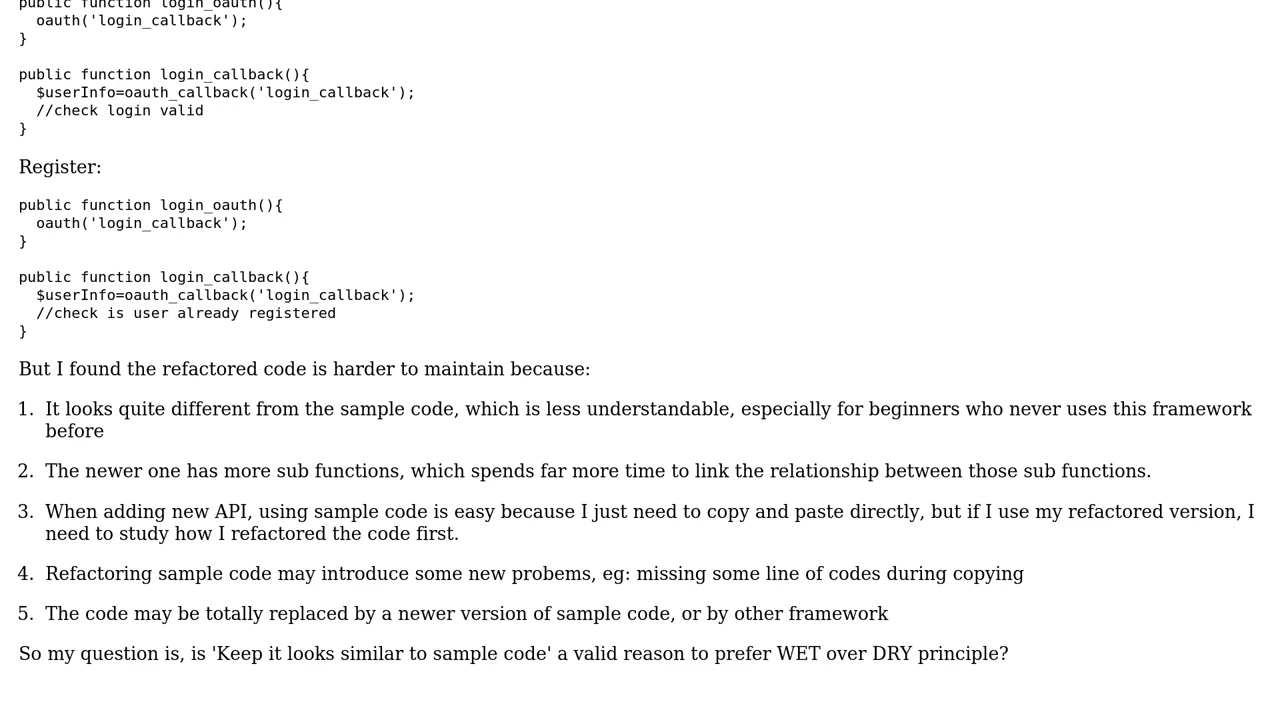 public function login_oauth(){
  oauth('login_callback');
}
public function login_callback(){
  $userInfo=oauth_callback('login_callback');
  //check login valid
}
Register:
public function login_oauth(){
  oauth('login_callback');
}
public function login_callback(){
  $userInfo=oauth_callback('login_callback');
  //check is user already registered
}
But I found the refactored code is harder to maintain because:
1. It looks quite different from the sample code, which is less understandable, especially for beginners who never uses this framework
before
2. The newer one has more sub functions, which spends far more time to link the relationship between those sub functions.
3. When adding new API, using sample code is easy because I just need to copy and paste directly, but if I use my refactored version, I
need to study how I refactored the code first.
4. Refactoring sample code may introduce some new probems, eg: missing some line of codes during copying
5. The code may be totally replaced by a newer version of sample code, or by other framework
So my question is, is 'Keep it looks similar to sample code' a valid reason to prefer WET over DRY principle?